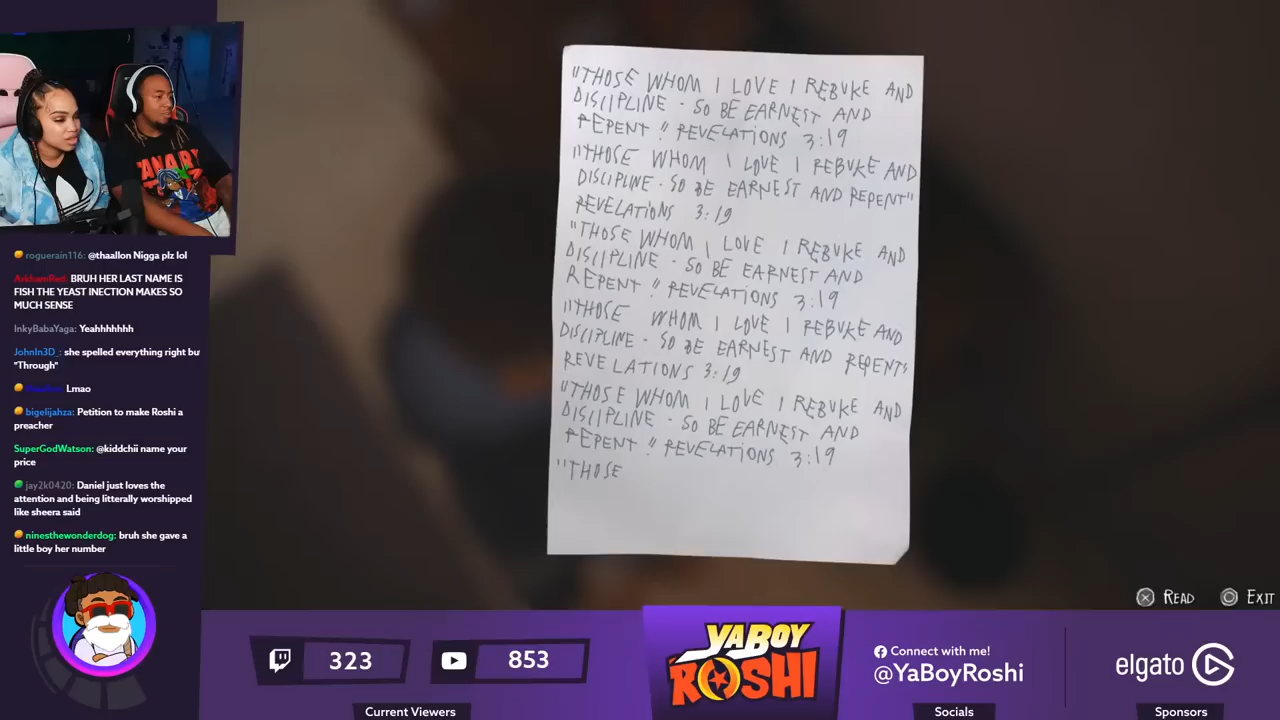 "THOSE WHOM I LOVE I REBUKE AND
DISCIPLINE - SO BE EARNEST AND
REPENT". REVELATIONS 3:19
"THOSE WHOM I LOVE I REBUKE AND
DISCIPLINE - SO BE EARNEST AND REPENT"
REVELATIONS 3:19
"THOSE WHOM I LOVE I REBUKE AND
DISCIPLINE - SO BE EARNEST AND
REPENT". REVELATIONS 3:19
"THOSE WHOM I LOVE I REBUKE AND
DISCIPLINE - SO BE EARNEST AND REPENT"
REVELATIONS 3:19
"THOSE WHOM I LOVE I REBUKE AND
DISCIPLINE - SO BE EARNEST AND
REPENT". REVELATIONS 3:19
"THOSE
READ EXIT
roguerain116: @thaallon Nigga plz lol
ArkhamRed: BRUH HER LAST NAME IS
FISH THE YEAST INECTION MAKES SO
MUCH SENSE
InkyBabaYaga: Yeahhhhhhh
JohnIn3D_: she spelled everything right but
"Through"
Lmao
bigelijahza: Petition to make Roshi a
preacher
SuperGodWatson: @kiddchii name your
price
jay2k0420: Daniel just loves the
attention and being litterally worshipped
like sheera said
ninesthewonderdog: bruh she gave a
little boy her number
323
853
Current Viewers
YABOY
ROSHI
Connect with me!
@YaBoyRoshi
Socials
elgato
Sponsors